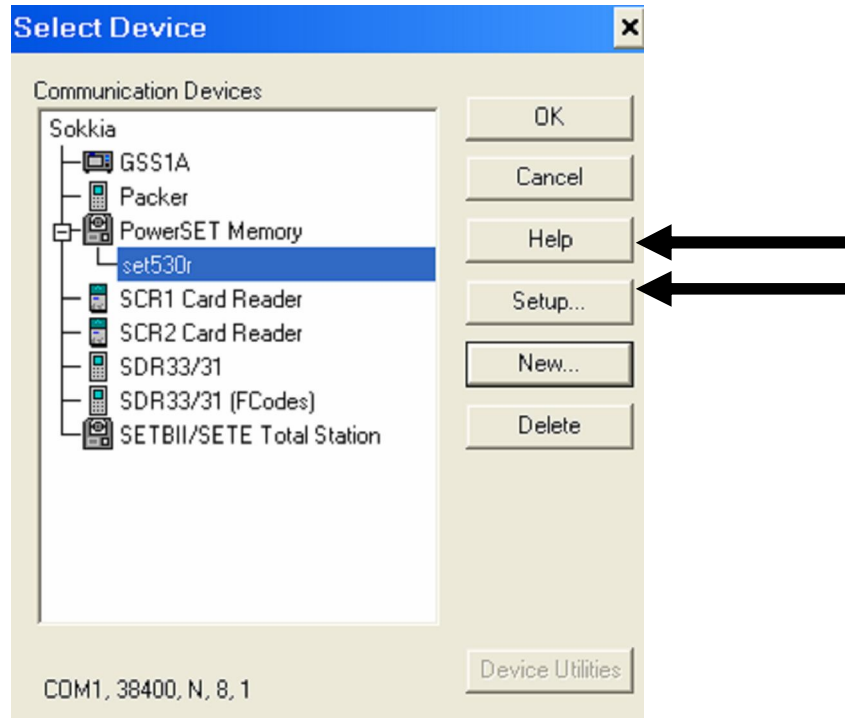 Select Device
Communication Devices
Sokkia
GSS1A
Packer
PowerSET Memory
set530r
SCR1 Card Reader
SCR2 Card Reader
SDR33/31
SDR33/31 (FCodes)
SETBII/SETE Total Station
OK
Cancel
Help
Setup...
New...
Delete
Device Utilities
COM1, 38400, N, 8, 1